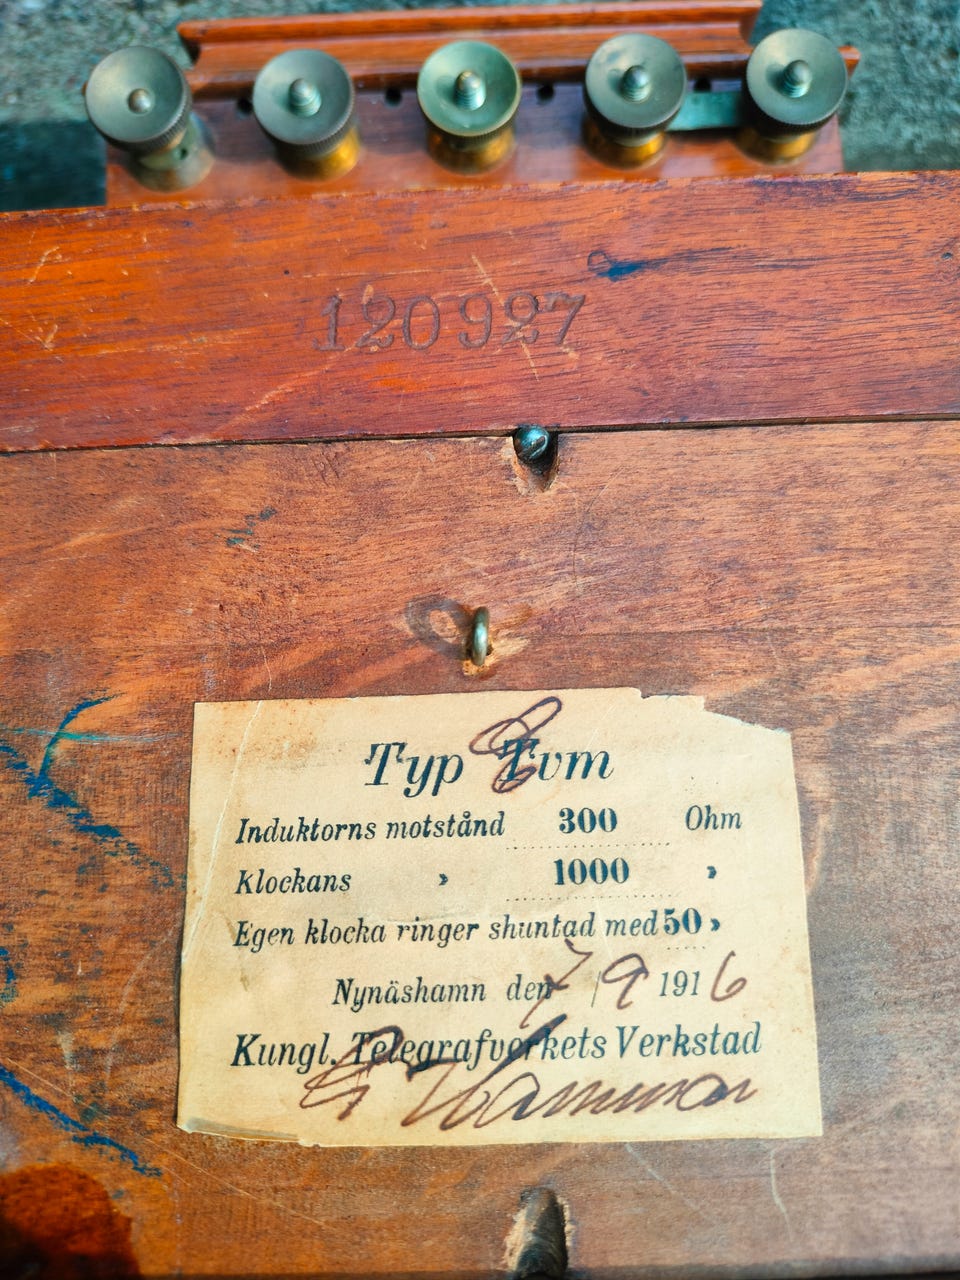 120927
Typ Tvm
Induktorns motstånd 300 Ohm
Klockans » 1000 »
Egen klocka ringer shuntad med 50 »
Nynäshamn den 7/9 1916
Kungl. Telegrafverkets Verkstad